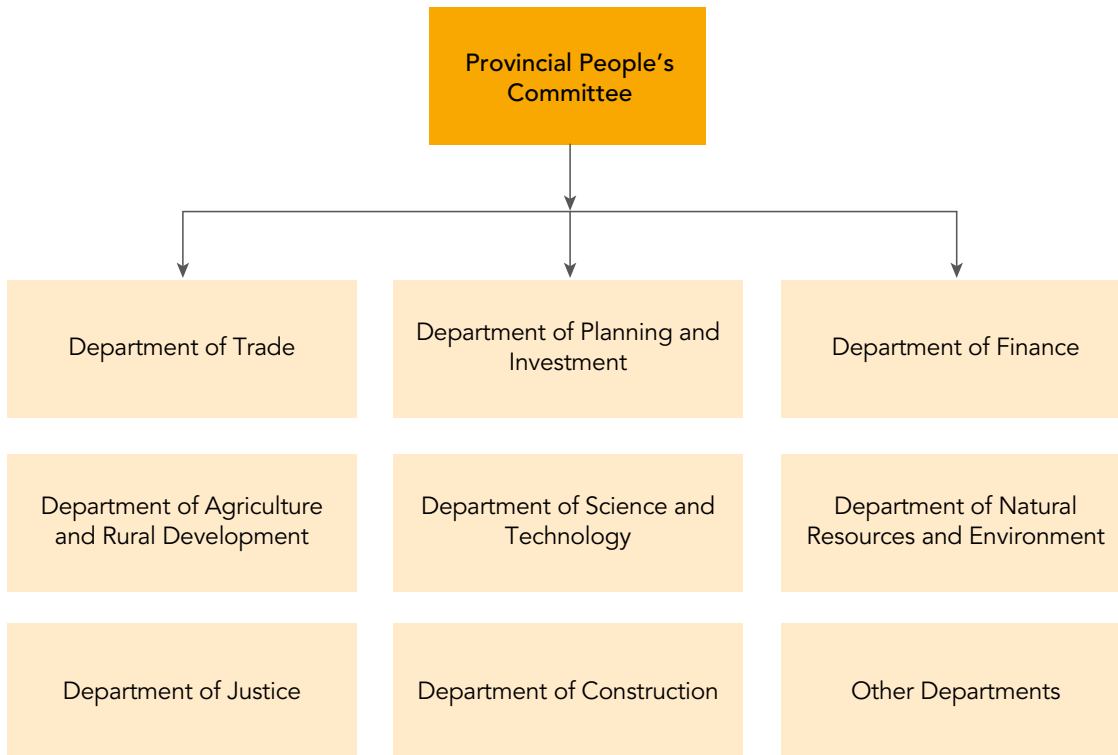 Provincial People’s
Committee
Department of Trade
Department of Planning and
Investment
Department of Finance
Department of Agriculture
and Rural Development
Department of Science and
Technology
Department of Natural
Resources and Environment
Department of Justice
Department of Construction
Other Departments